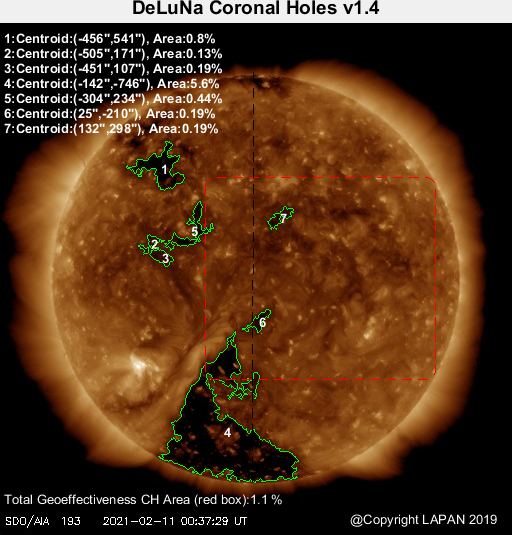 DeLuNa Coronal Holes v1.4
1:Centroid:(-456",541"), Area:0.8%
2:Centroid:(-505",171"), Area:0.13%
3:Centroid:(-451",107"), Area:0.19%
4:Centroid:(-142",-746"), Area:5.6%
5:Centroid:(-304",234"), Area:0.44%
6:Centroid:(25",-210"), Area:0.19%
7:Centroid:(132",298"), Area:0.19%
1
7
5
2
3
6
4
Total Geoeffectiveness CH Area (red box):1.1 %
SDO/AIA 193 2021-02-11 00:37:29 UT
@Copyright LAPAN 2019